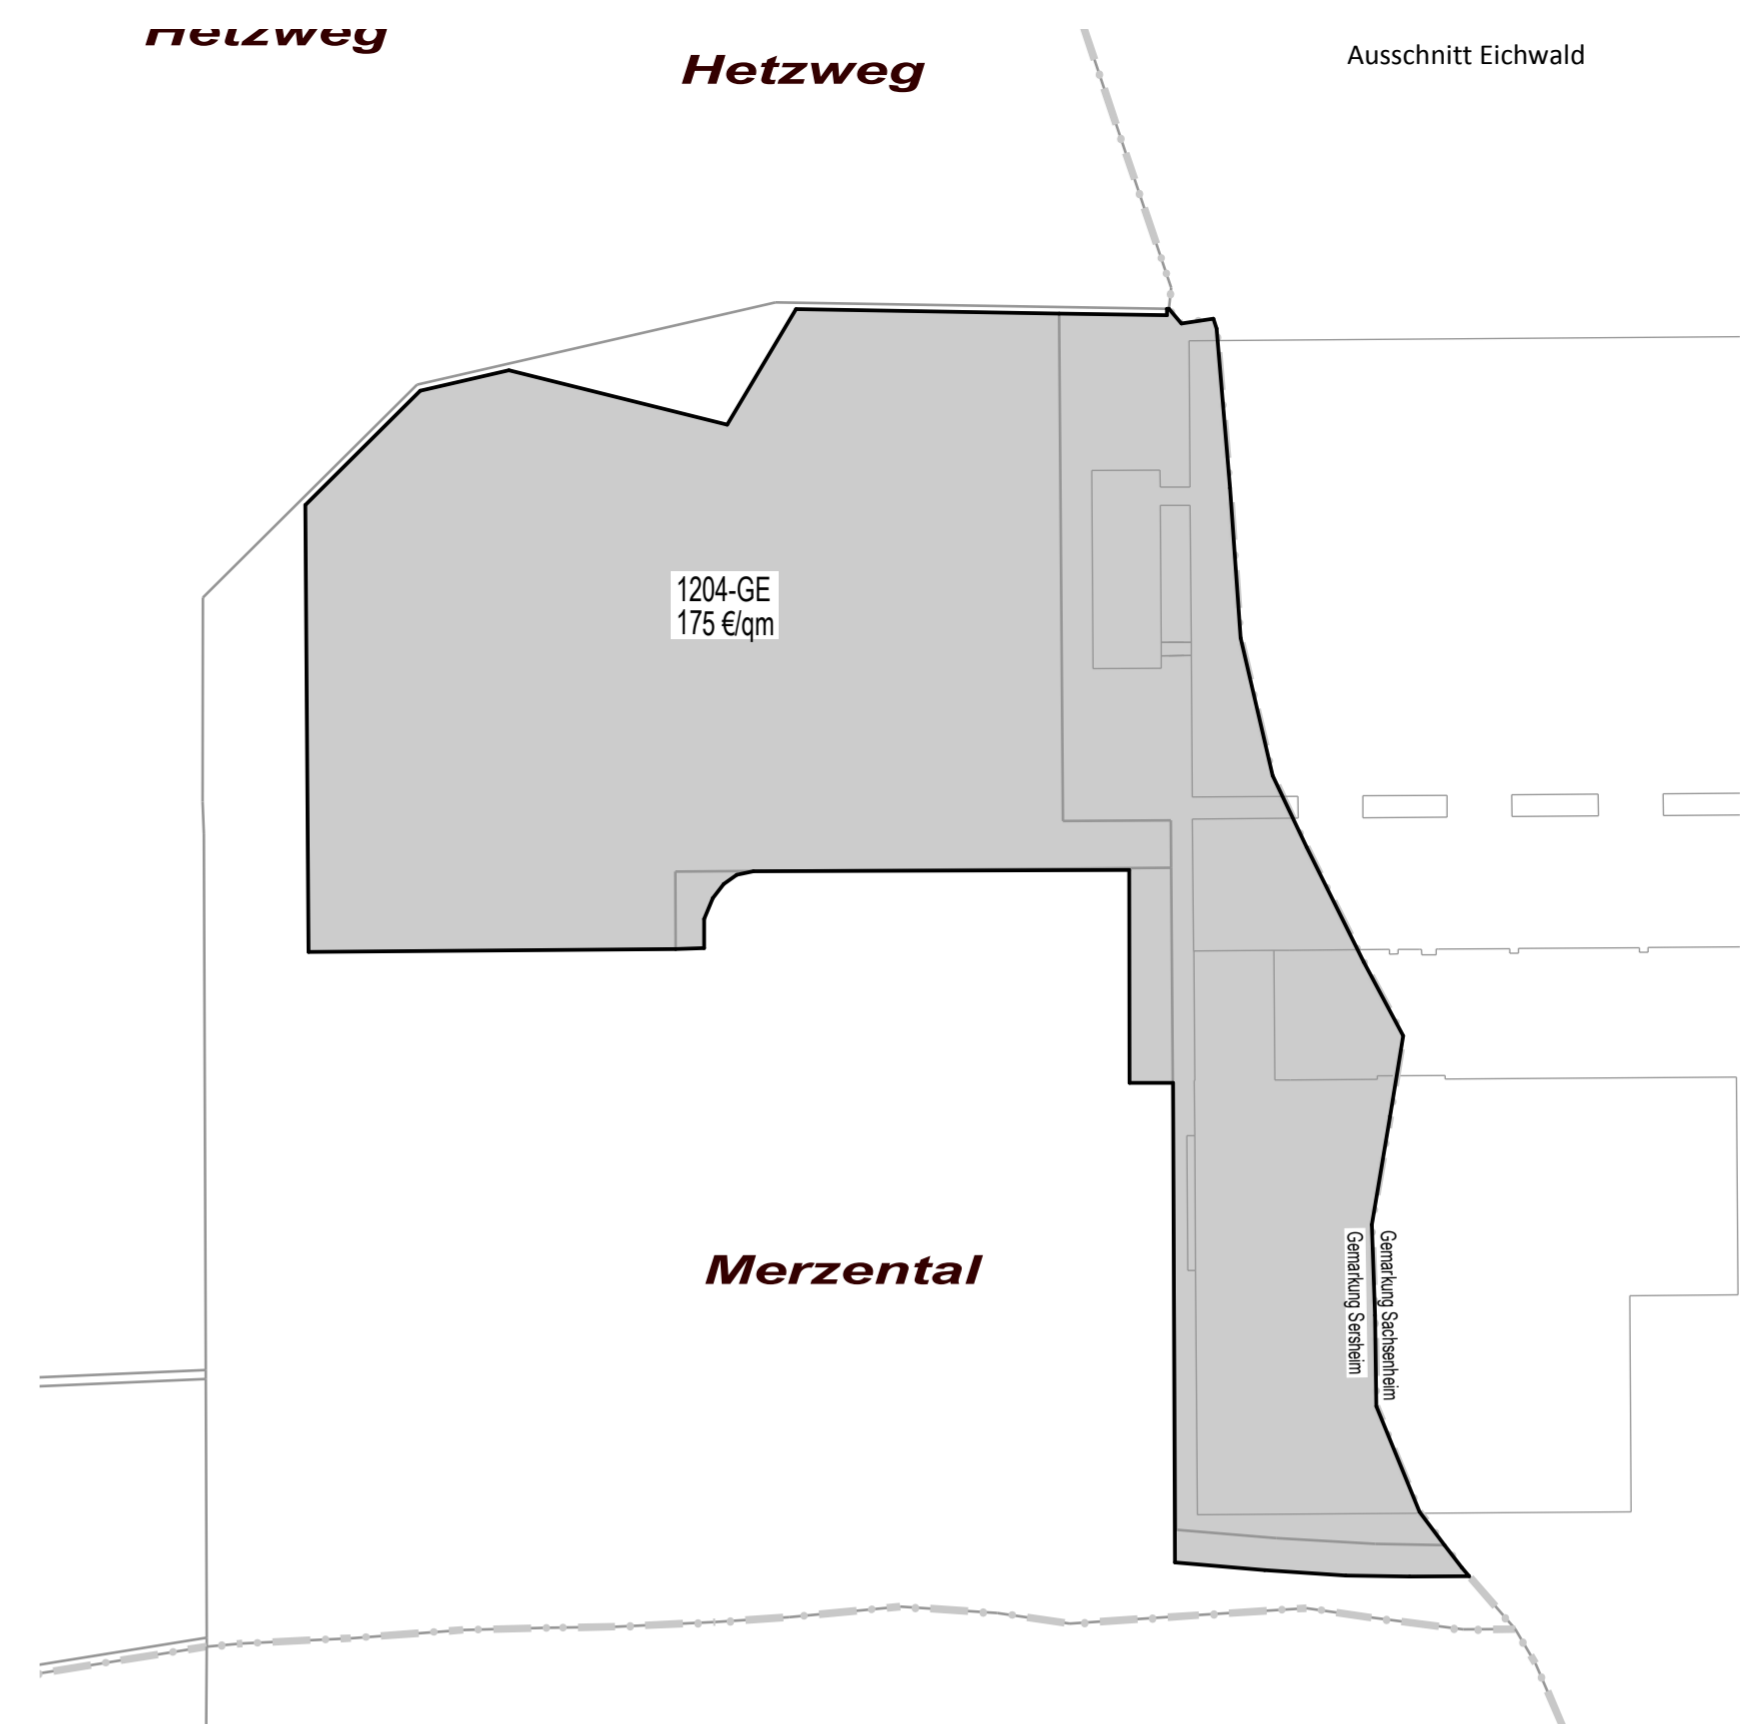 Hetzweg
Hetzweg
Ausschnitt Eichwald
1204-GE
175 €/qm
Merzental
Gemarkung Sachsenheim
Gemarkung Sersheim